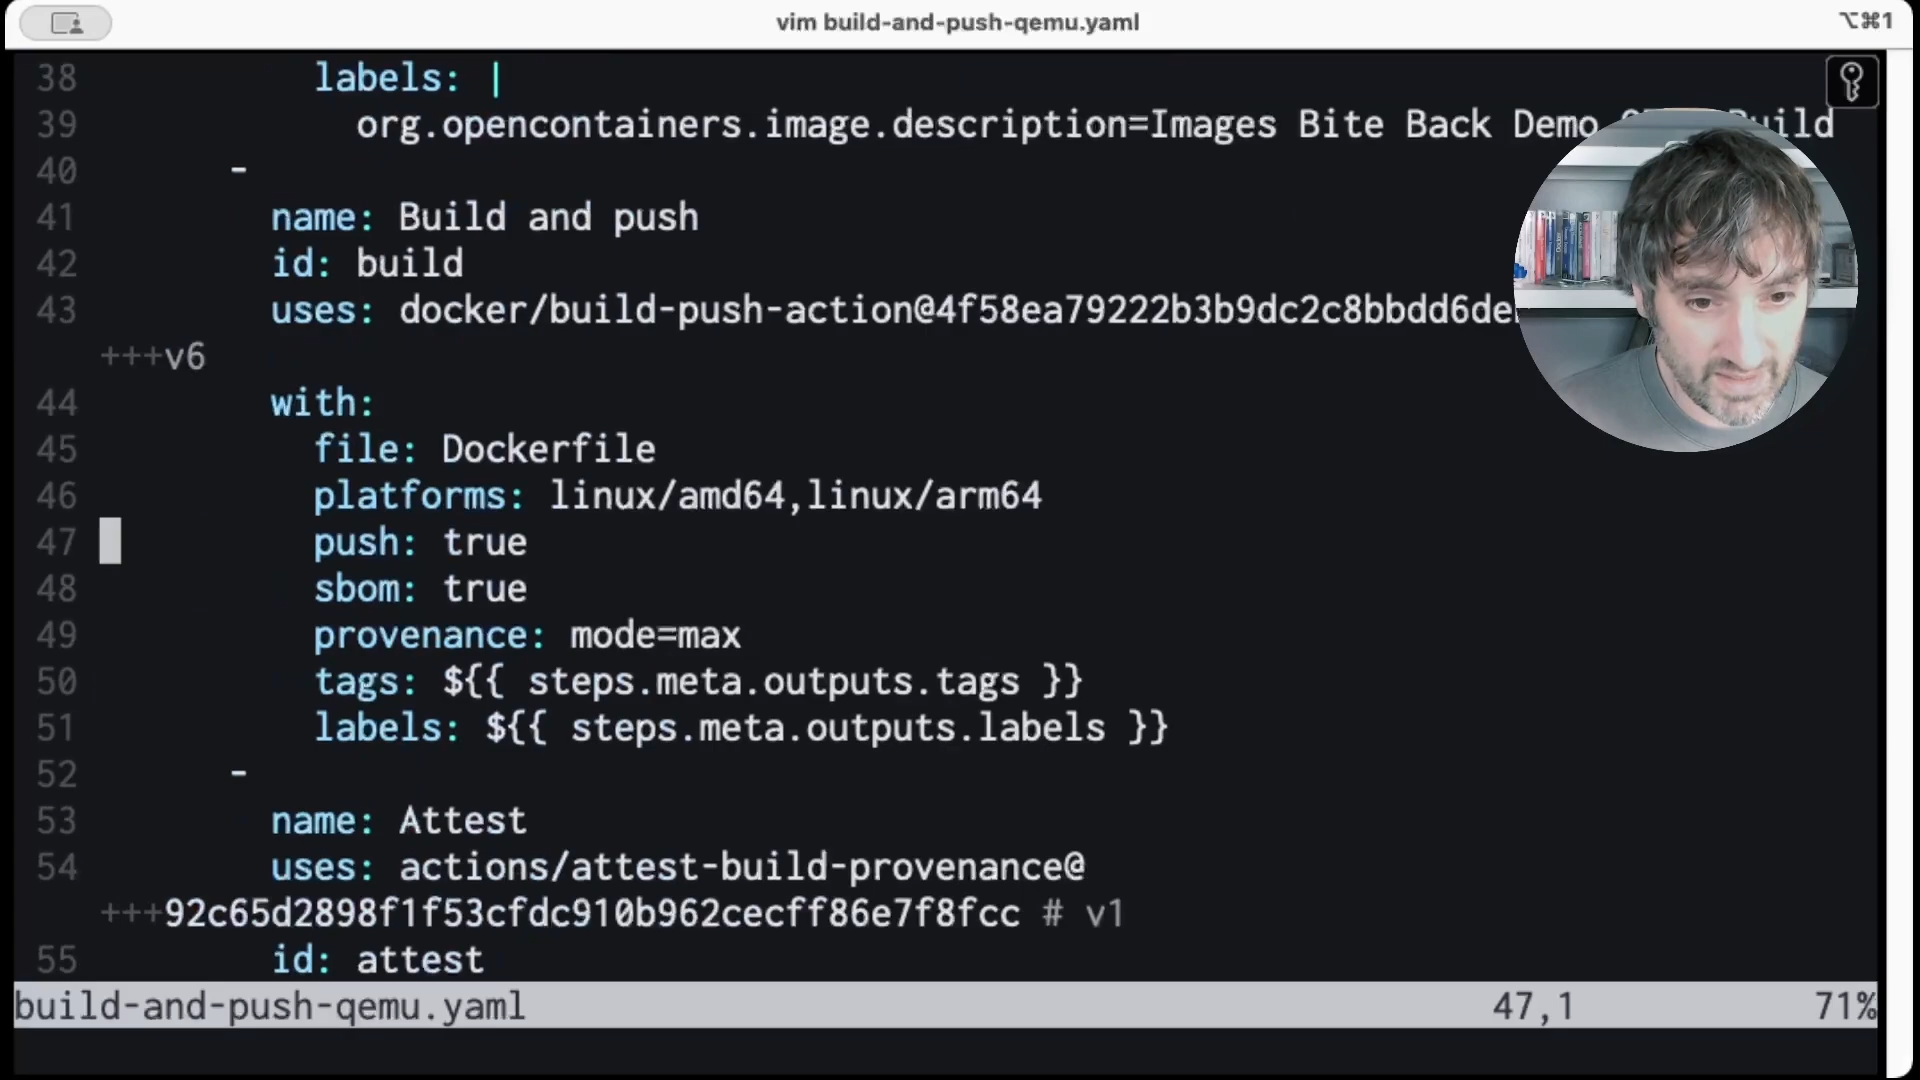 vim build-and-push-qemu.yaml
⌥⌘1
38 labels: |
39 org.opencontainers.image.description=Images Bite Back Demo Build
40 -
41 name: Build and push
42 id: build
43 uses: docker/build-push-action@4f58ea79222b3b9dc2c8bbdd6de
+++v6
44 with:
45 file: Dockerfile
46 platforms: linux/amd64,linux/arm64
47 push: true
48 sbom: true
49 provenance: mode=max
50 tags: ${{ steps.meta.outputs.tags }}
51 labels: ${{ steps.meta.outputs.labels }}
52 -
53 name: Attest
54 uses: actions/attest-build-provenance@
+++92c65d2898f1f53cfdc910b962cecff86e7f8fcc # v1
55 id: attest
build-and-push-qemu.yaml 47,1 71%